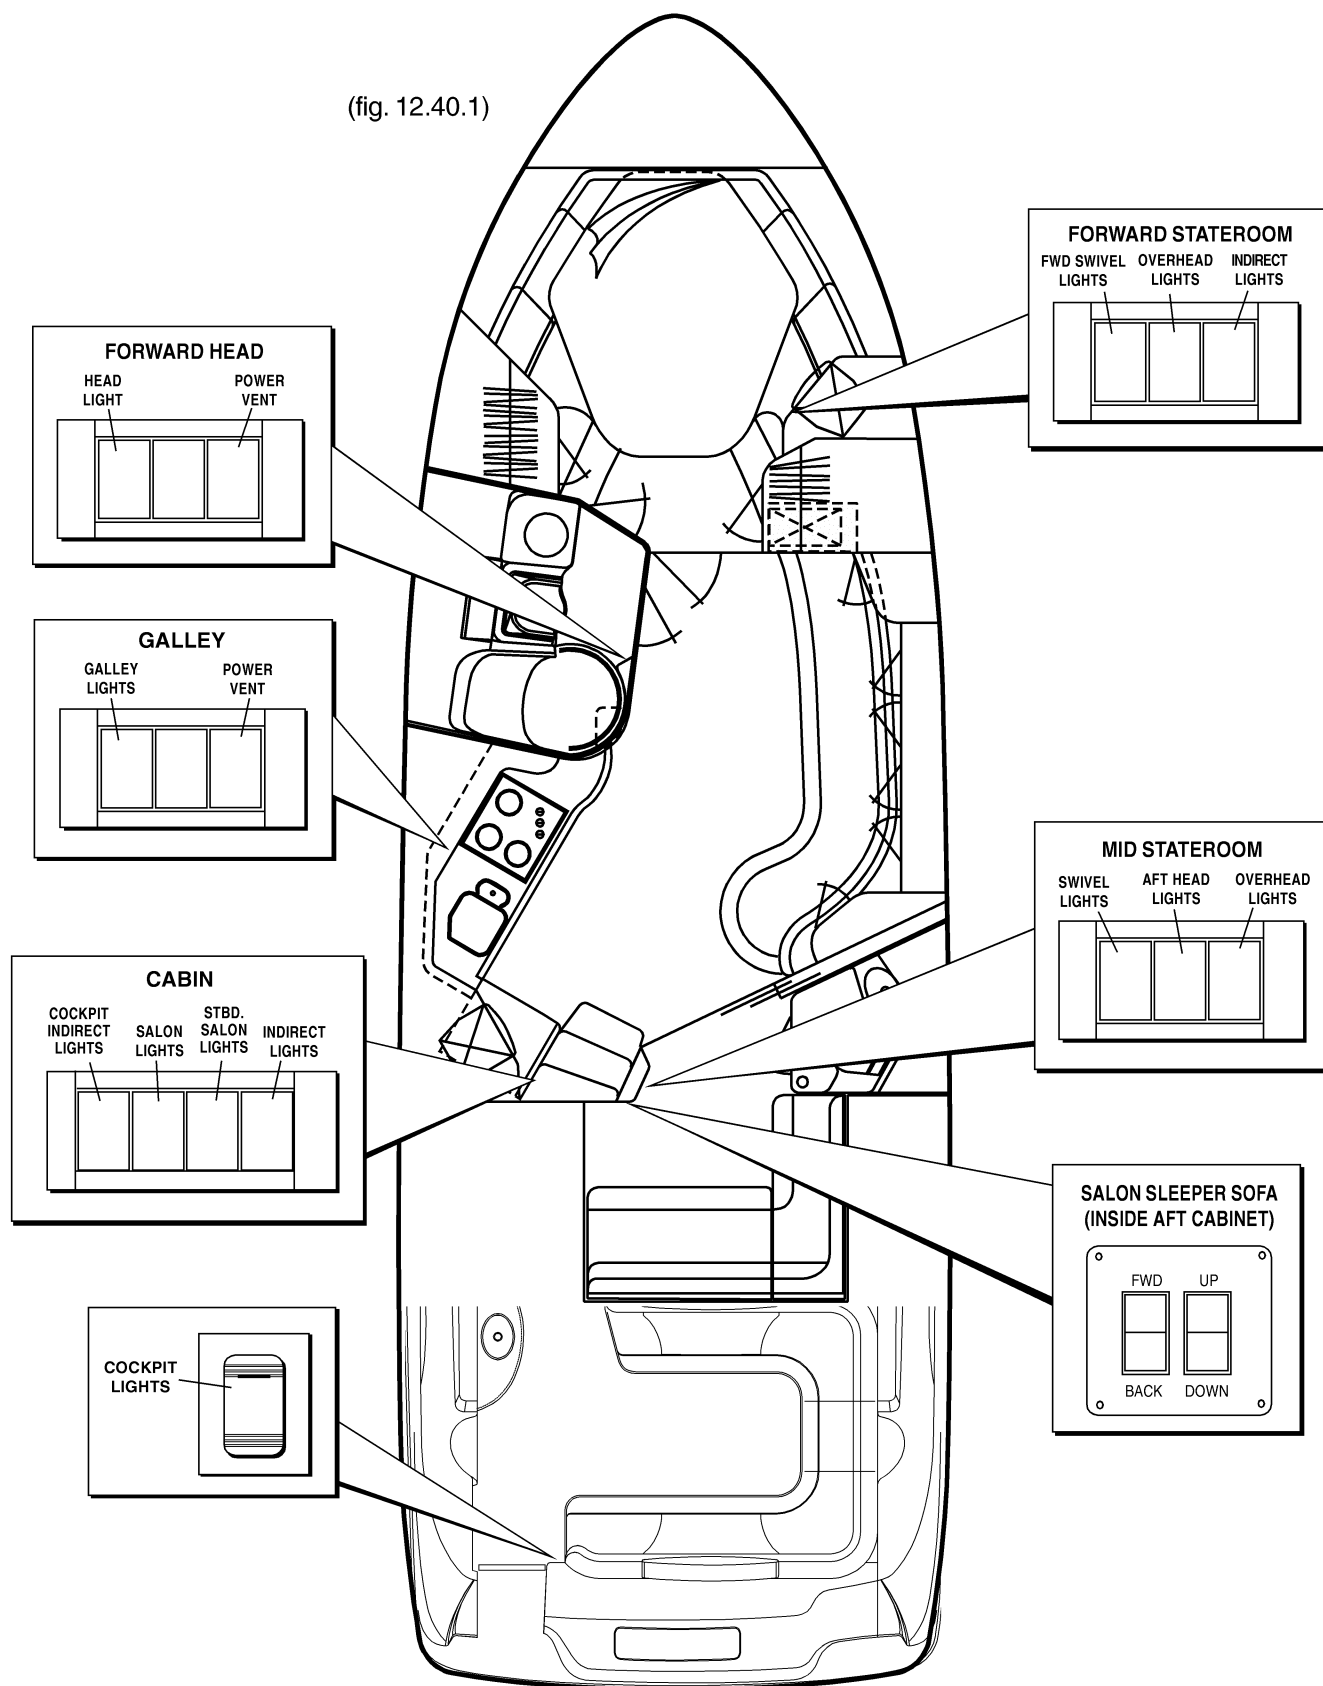 (fig. 12.40.1)
FORWARD STATEROOM
FWD SWIVEL LIGHTS
OVERHEAD LIGHTS
INDIRECT LIGHTS
FORWARD HEAD
HEAD LIGHT
POWER VENT
GALLEY
GALLEY LIGHTS
POWER VENT
MID STATEROOM
SWIVEL LIGHTS
AFT HEAD LIGHTS
OVERHEAD LIGHTS
CABIN
COCKPIT INDIRECT LIGHTS
SALON LIGHTS
STBD. SALON LIGHTS
INDIRECT LIGHTS
SALON SLEEPER SOFA
(INSIDE AFT CABINET)
FWD UP
BACK DOWN
COCKPIT LIGHTS